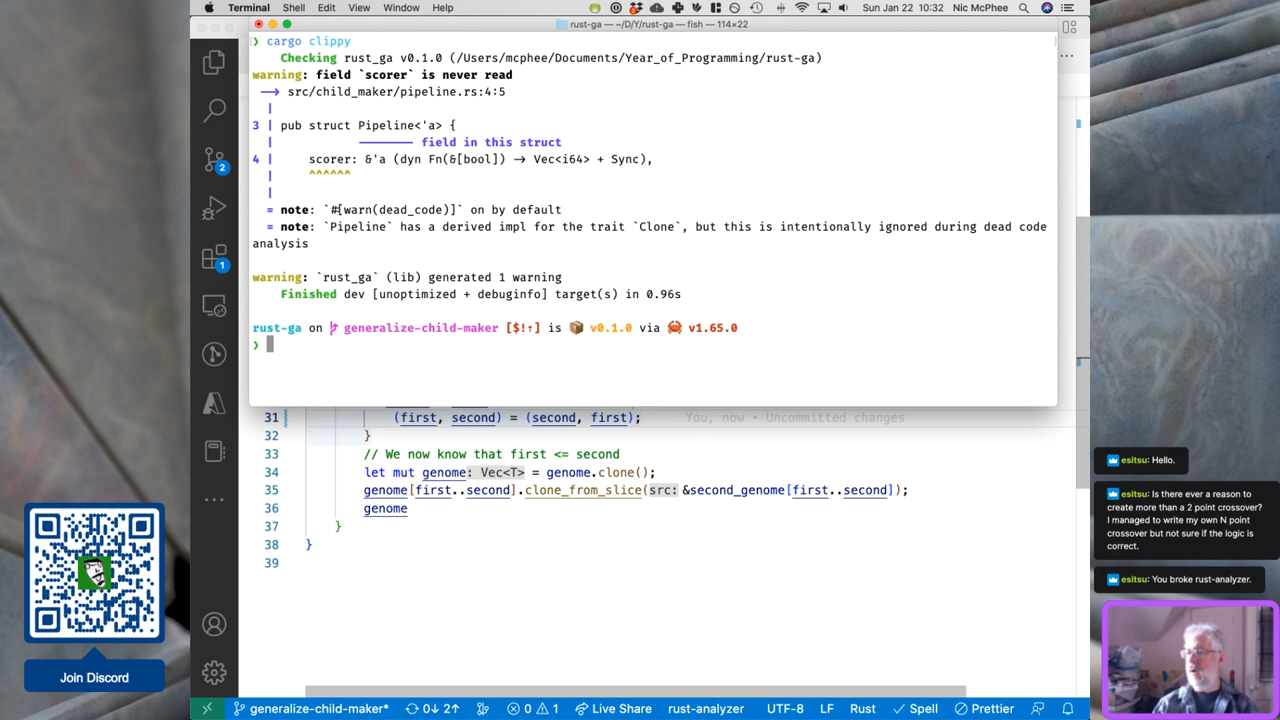 Terminal Shell Edit View Window Help Sun Jan 22 10:32 Nic McPhee
rust-ga — ~/D/Y/rust-ga — fish — 114×22
❯ cargo clippy
Checking rust_ga v0.1.0 (/Users/mcphee/Documents/Year_of_Programming/rust-ga)
warning: field `scorer` is never read
--> src/child_maker/pipeline.rs:4:5
|
3 | pub struct Pipeline<'a> {
| -------- field in this struct
4 | scorer: &'a (dyn Fn(&[bool]) -> Vec<i64> + Sync),
| ^^^^^^
|
= note: `#[warn(dead_code)]` on by default
= note: `Pipeline` has a derived impl for the trait `Clone`, but this is intentionally ignored during dead code
analysis
warning: `rust_ga` (lib) generated 1 warning
Finished dev [unoptimized + debuginfo] target(s) in 0.96s
rust-ga on generalize-child-maker [$!↑] is 📦 v0.1.0 via 🦀 v1.65.0
❯
31 (first, second) = (second, first); You, now • Uncommitted changes
32 }
33 // We now know that first <= second
34 let mut genome: Vec<T> = genome.clone();
35 genome[first..second].clone_from_slice(src: &second_genome[first..second]);
36 genome
37 }
38 }
39
2
1
esitsu: Hello.
esitsu: Is there ever a reason to
create more than a 2 point crossover?
I managed to write my own N point
crossover but not sure if the logic is
correct.
esitsu: You broke rust-analyzer.
Join Discord
generalize-child-maker* 0↓ 2↑ 0 1 Live Share rust-analyzer UTF-8 LF Rust Spell Prettier